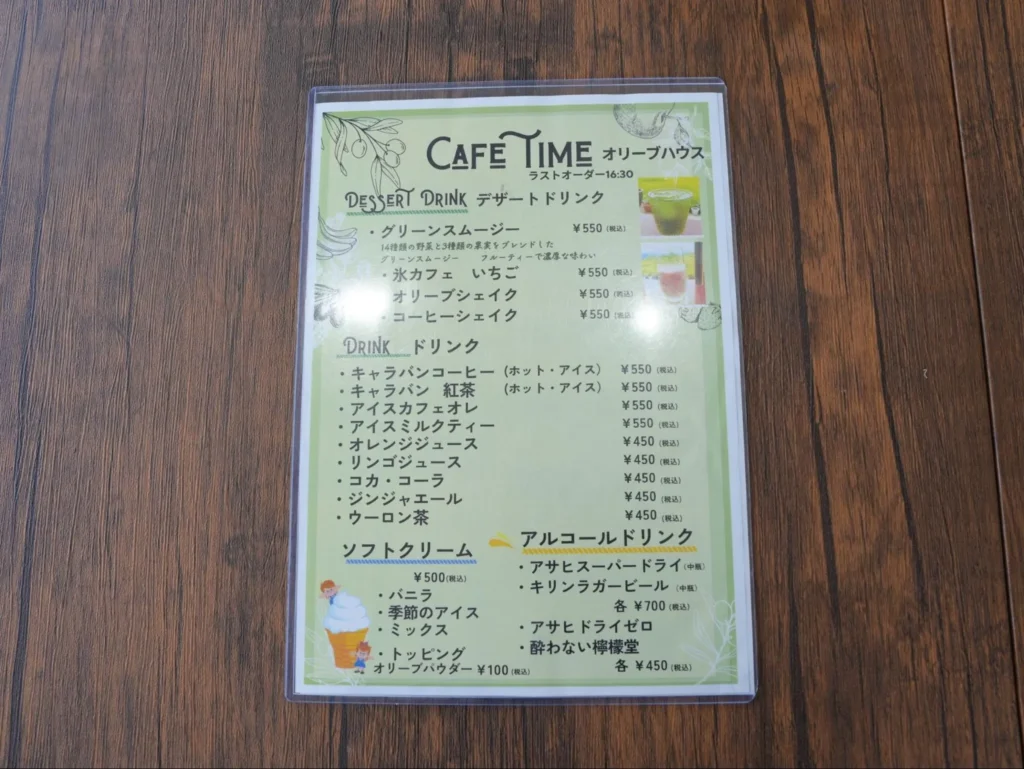 CAFE TIME オリーブハウス
ラストオーダー16:30
DESSERT DRINK デザートドリンク
・グリーンスムージー ¥550 (税込)
14種類の野菜と3種類の果実をブレンドした
グリーンスムージー フルーティーで濃厚な味わい
・氷カフェ いちご ¥550 (税込)
・オリーブシェイク ¥550 (税込)
・コーヒーシェイク ¥550 (税込)
DRINK ドリンク
・キャラバンコーヒー (ホット・アイス) ¥550 (税込)
・キャラバン 紅茶 (ホット・アイス) ¥550 (税込)
・アイスカフェオレ ¥550 (税込)
・アイスミルクティー ¥550 (税込)
・オレンジジュース ¥450 (税込)
・リンゴジュース ¥450 (税込)
・コカ・コーラ ¥450 (税込)
・ジンジャエール ¥450 (税込)
・ウーロン茶 ¥450 (税込)
ソフトクリーム
¥500(税込)
・バニラ
・季節のアイス
・ミックス
・トッピング
オリーブパウダー ¥100 (税込)
アルコールドリンク
・アサヒスーパードライ(中瓶)
・キリンラガービール (中瓶)
各 ¥700 (税込)
・アサヒドライゼロ
・酔わない檸檬堂
各 ¥450 (税込)